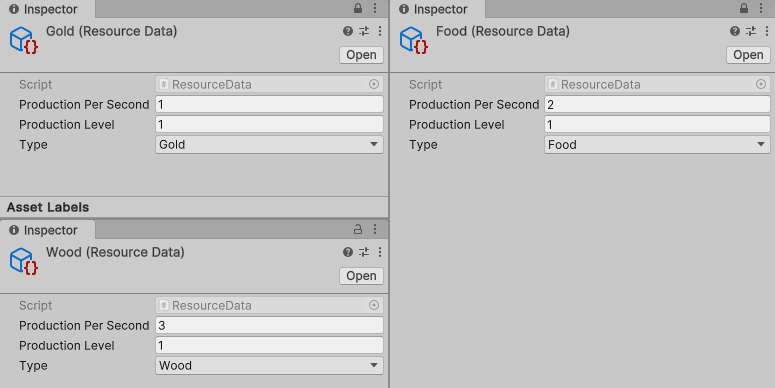 Inspector
Gold (Resource Data)
Open
Script # ResourceData
Production Per Second 1
Production Level 1
Type Gold
Asset Labels
Inspector
Food (Resource Data)
Open
Script # ResourceData
Production Per Second 2
Production Level 1
Type Food
Inspector
Wood (Resource Data)
Open
Script # ResourceData
Production Per Second 3
Production Level 1
Type Wood